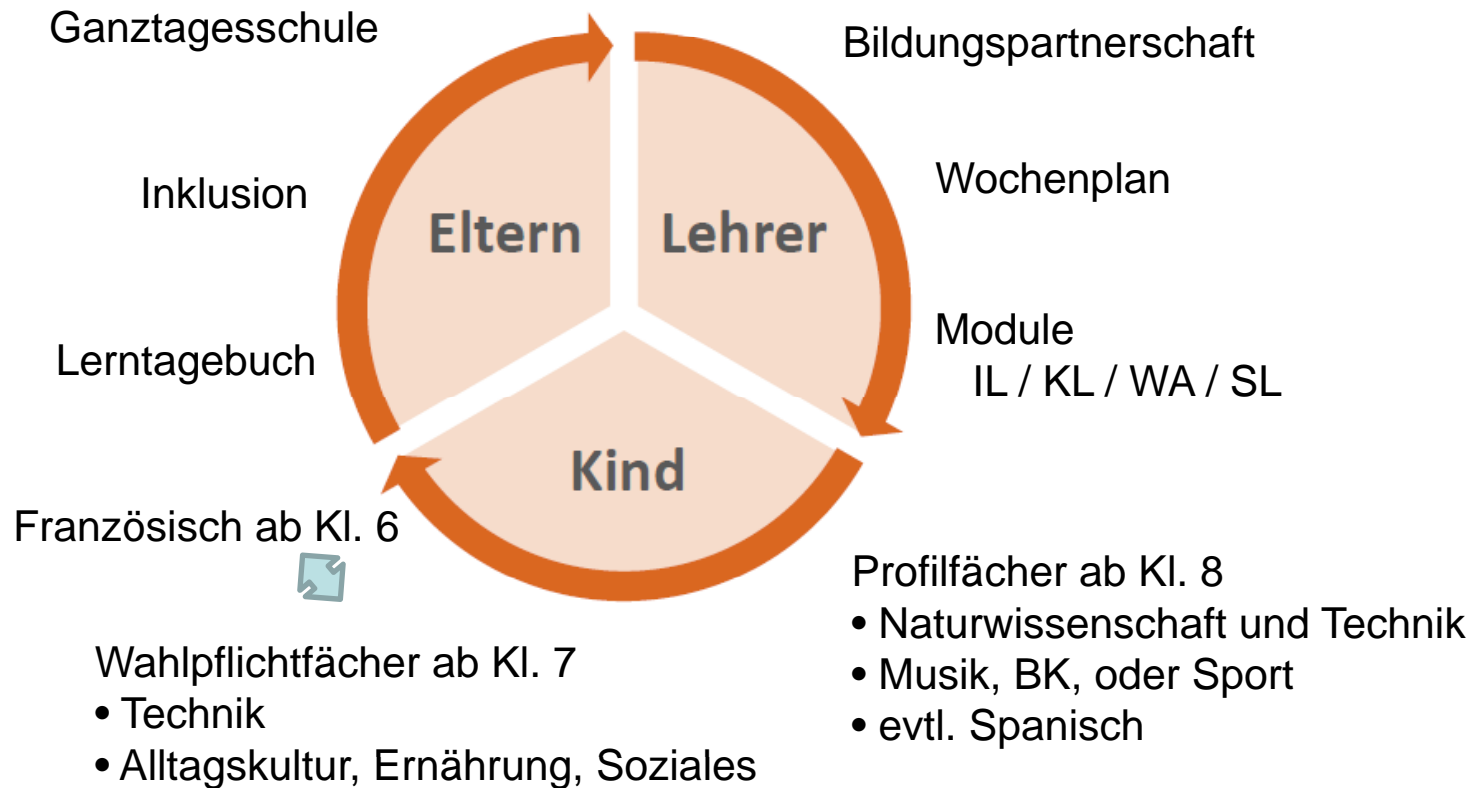 Ganztagesschule
Bildungspartnerschaft
Inklusion
Wochenplan
Eltern
Lehrer
Lerntagebuch
Module
IL / KL / WA / SL
Kind
Französisch ab Kl. 6
Profilfächer ab Kl. 8
• Naturwissenschaft und Technik
• Musik, BK, oder Sport
• evtl. Spanisch
Wahlpflichtfächer ab Kl. 7
• Technik
• Alltagskultur, Ernährung, Soziales